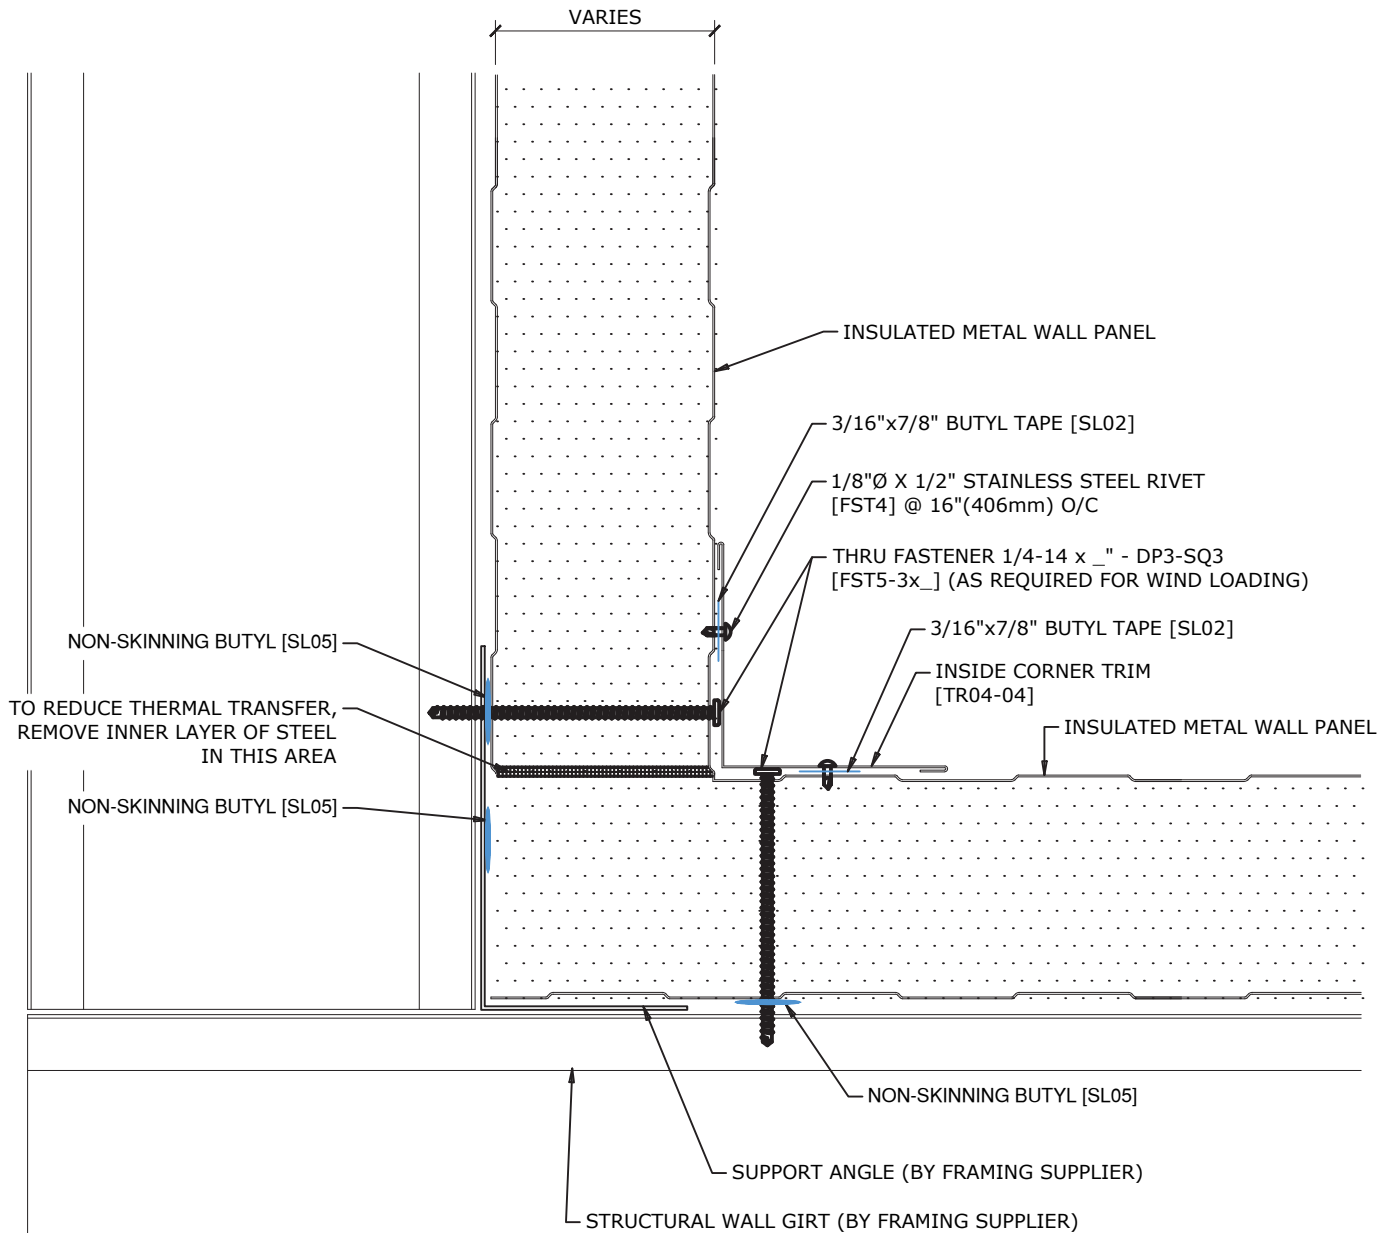 VARIES
INSULATED METAL WALL PANEL
3/16"x7/8" BUTYL TAPE [SL02]
1/8"Ø X 1/2" STAINLESS STEEL RIVET
[FST4] @ 16"(406mm) O/C
THRU FASTENER 1/4-14 x _" - DP3-SQ3
[FST5-3x_] (AS REQUIRED FOR WIND LOADING)
3/16"x7/8" BUTYL TAPE [SL02]
NON-SKINNING BUTYL [SL05]
INSIDE CORNER TRIM
[TR04-04]
TO REDUCE THERMAL TRANSFER,
REMOVE INNER LAYER OF STEEL
IN THIS AREA
INSULATED METAL WALL PANEL
NON-SKINNING BUTYL [SL05]
NON-SKINNING BUTYL [SL05]
SUPPORT ANGLE (BY FRAMING SUPPLIER)
STRUCTURAL WALL GIRT (BY FRAMING SUPPLIER)